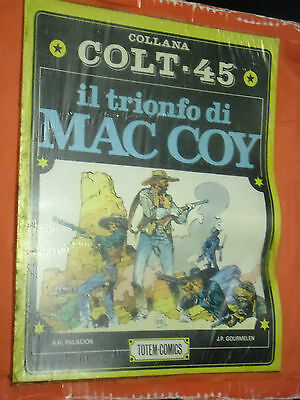 COLLANA
COLT-45
il trionfo di
MAC COY
A.H. PALACIOS
J.P. GOURMELEN
TOTEM-COMICS